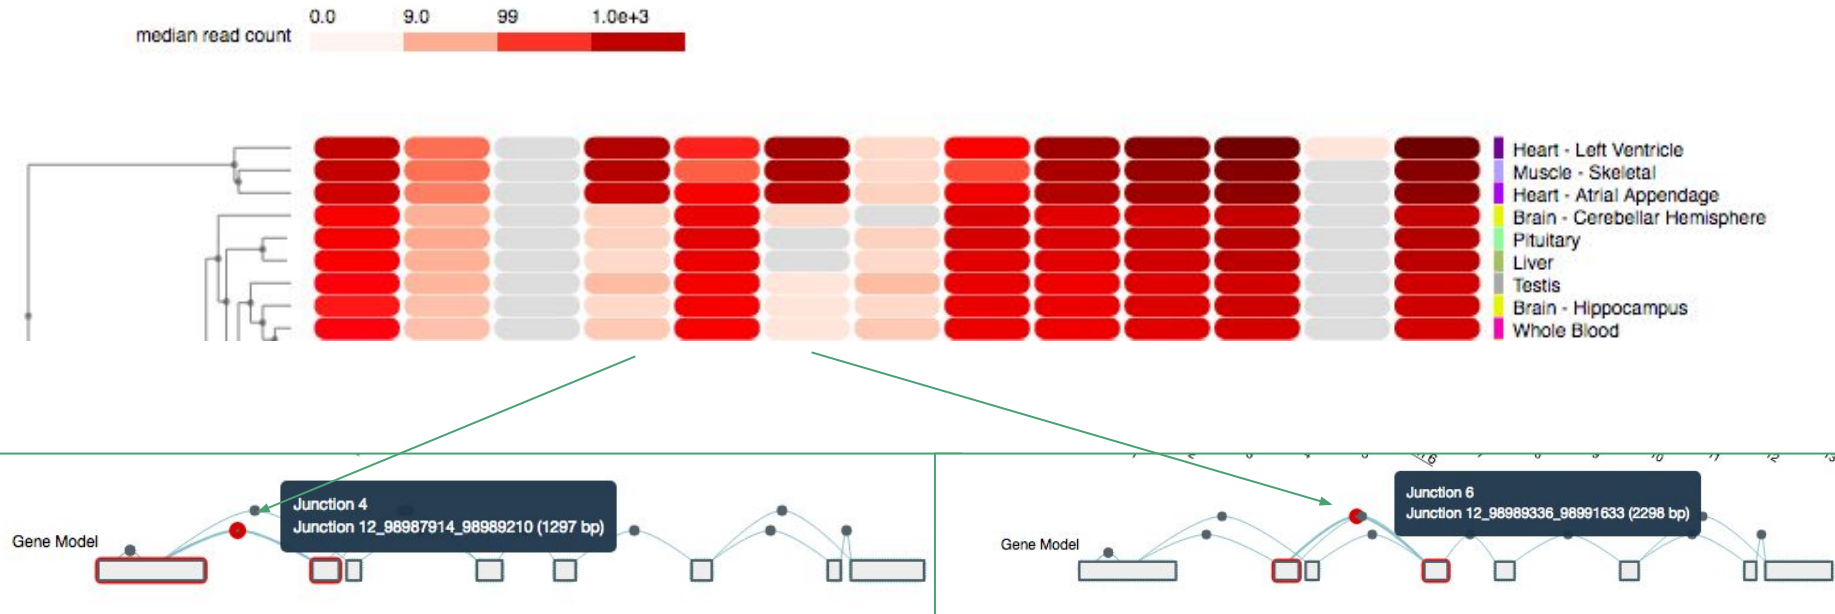 0.0 9.0 99 1.0e+3
median read count
Heart - Left Ventricle
Muscle - Skeletal
Heart - Atrial Appendage
Brain - Cerebellar Hemisphere
Pituitary
Liver
Testis
Brain - Hippocampus
Whole Blood
Junction 4
Junction 12_98987914_98989210 (1297 bp)
Gene Model
Junction 6
Junction 12_98989336_98991633 (2298 bp)
Gene Model